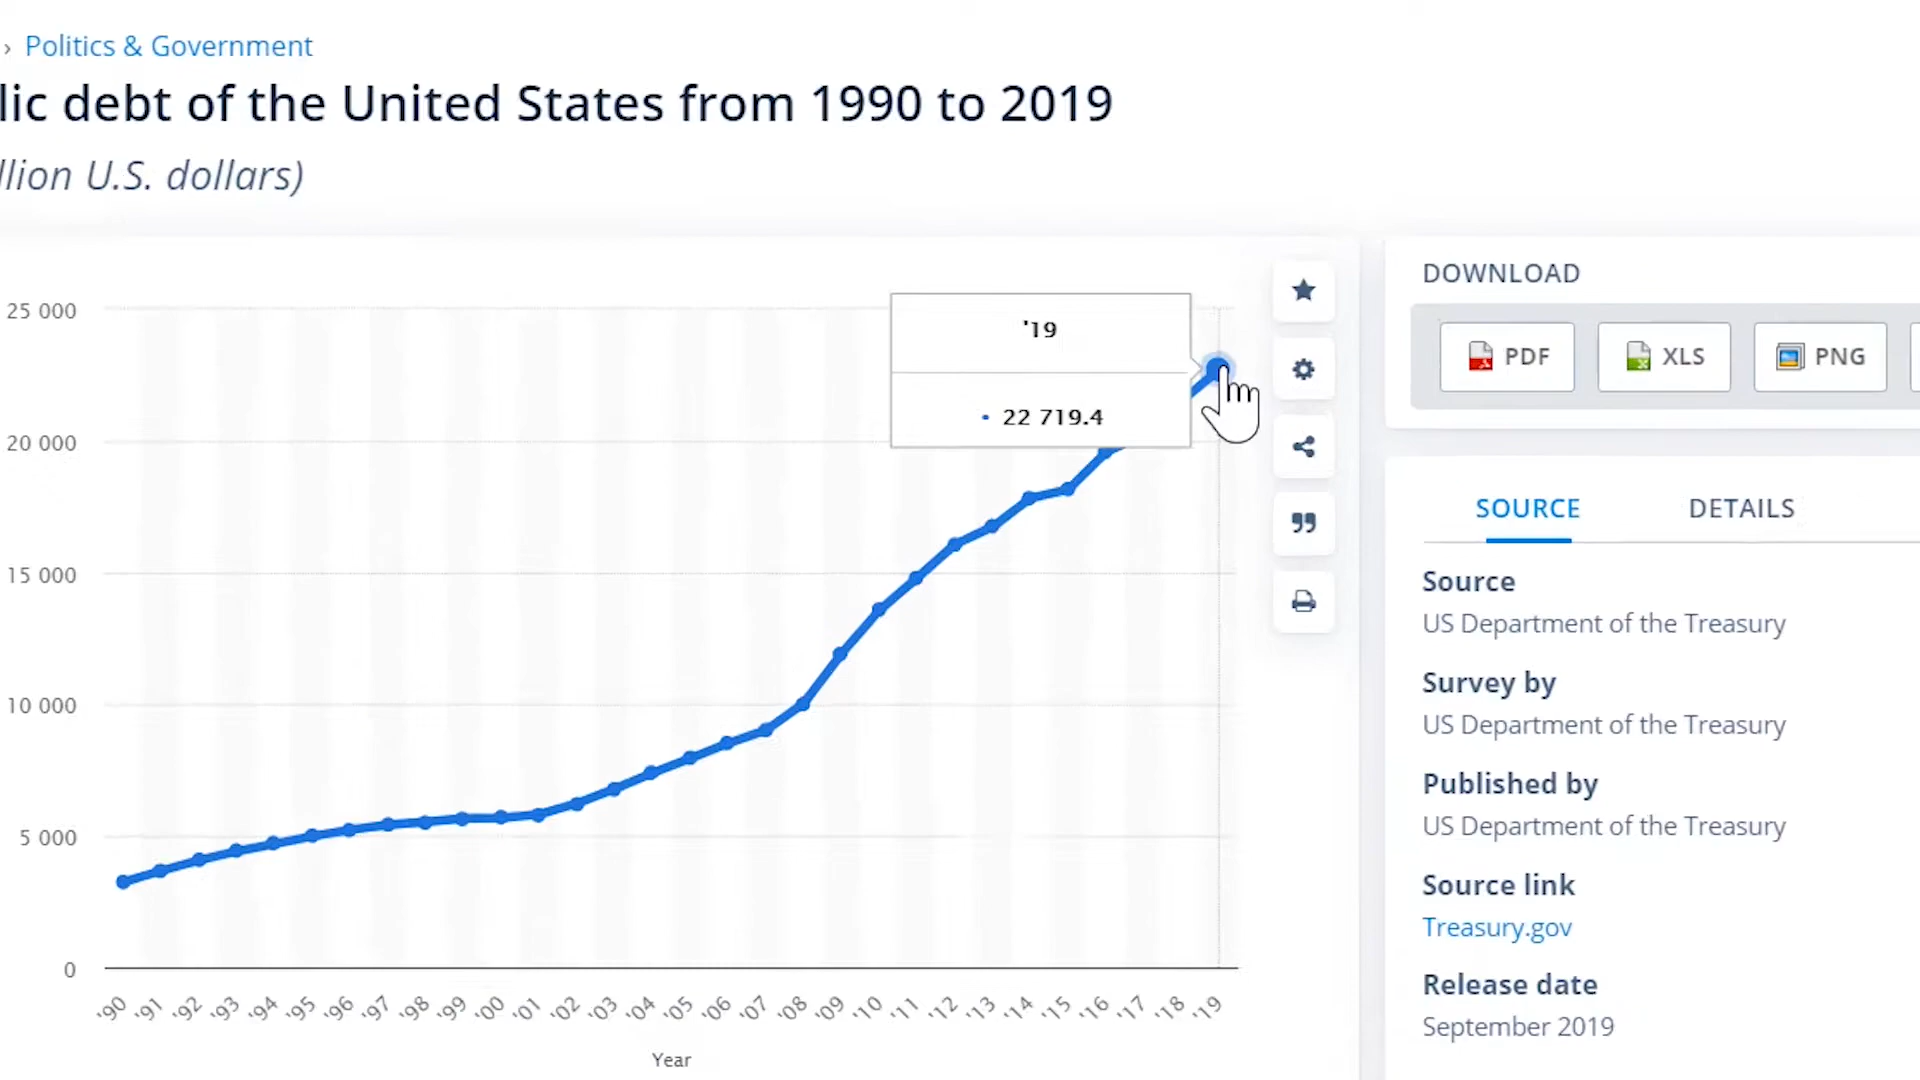 › Politics & Government
lic debt of the United States from 1990 to 2019
llion U.S. dollars)
25 000
20 000
15 000
10 000
5 000
0
'19
• 22 719.4
'90 '91 '92 '93 '94 '95 '96 '97 '98 '99 '00 '01 '02 '03 '04 '05 '06 '07 '08 '09 '10 '11 '12 '13 '14 '15 '16 '17 '18 '19
Year
DOWNLOAD
PDF XLS PNG
SOURCE DETAILS
Source
US Department of the Treasury
Survey by
US Department of the Treasury
Published by
US Department of the Treasury
Source link
Treasury.gov
Release date
September 2019